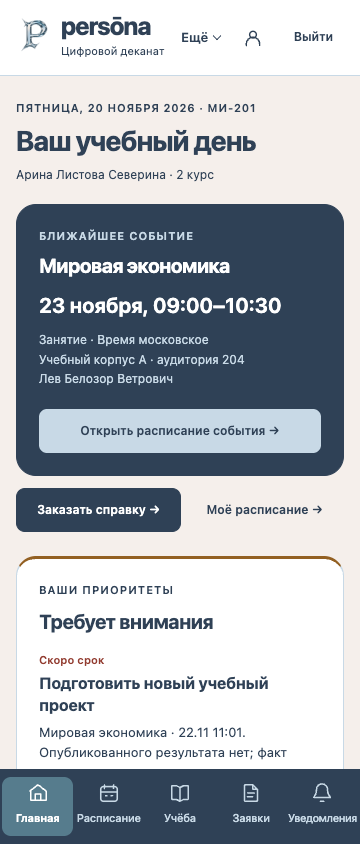 persōna
Цифровой деканат
Ещё
Выйти
ПЯТНИЦА, 20 НОЯБРЯ 2026 · МИ-201
Ваш учебный день
Арина Листова Северина · 2 курс
БЛИЖАЙШЕЕ СОБЫТИЕ
Мировая экономика
23 ноября, 09:00–10:30
Занятие · Время московское
Учебный корпус А · аудитория 204
Лев Белозор Ветрович
Открыть расписание события →
Заказать справку →
Моё расписание →
ВАШИ ПРИОРИТЕТЫ
Требует внимания
Скоро срок
Подготовить новый учебный
проект
Мировая экономика · 22.11 11:01.
Опубликованного результата нет; факт
Главная
Расписание
Учёба
Заявки
Уведомления